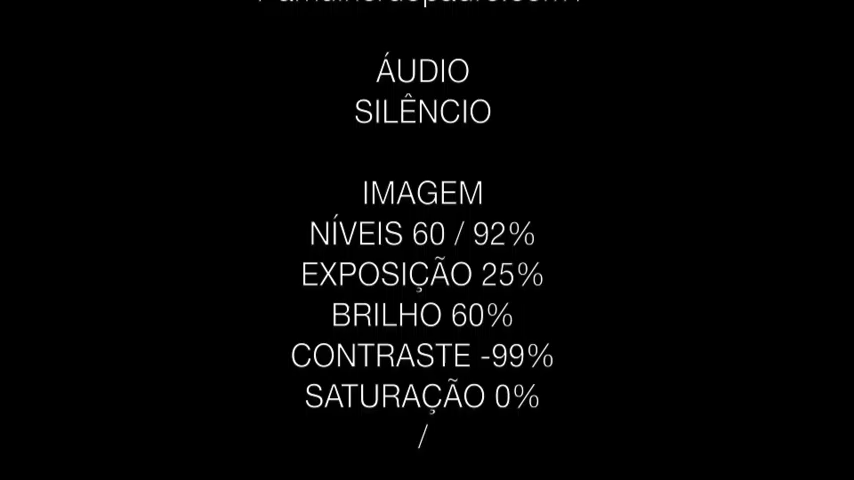 ÁUDIO
SILÊNCIO
IMAGEM
NÍVEIS 60 / 92%
EXPOSIÇÃO 25%
BRILHO 60%
CONTRASTE -99%
SATURAÇÃO 0%
/